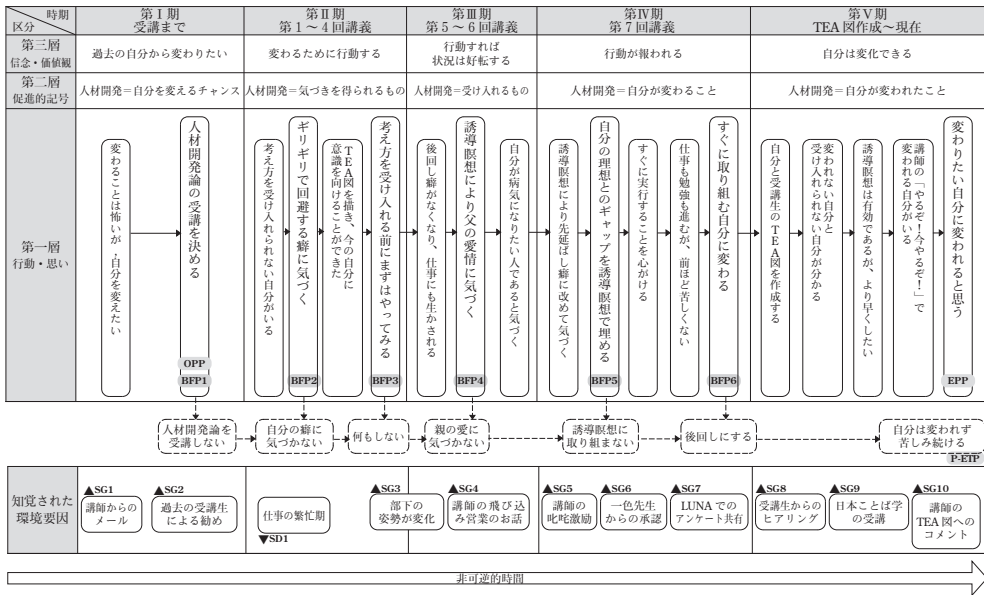 時期
区分
第Ⅰ期
受講まで
第Ⅱ期
第1～4回講義
第Ⅲ期
第5～6回講義
第Ⅳ期
第7回講義
第Ⅴ期
TEA図作成～現在
第三層
信念・価値観
過去の自分から変わりたい
変わるために行動する
行動すれば
状況は好転する
行動が報われる
自分は変化できる
第二層
促進的記号
人材開発＝自分を変えるチャンス
人材開発＝気づきを得られるもの
人材開発＝受け入れるもの
人材開発＝自分が変わること
人材開発＝自分が変われたこと
第一層
行動・思い
変わることは怖いが，自分を変えたい
人材開発論の受講を決める
OPP
BFP1
考え方を受け入れられない自分がいる
ギリギリで回避する癖に気づく
BFP2
TEA図を描き、今の自分に
意識を向けることができた
考え方を受け入れる前にまずはやってみる
BFP3
後回し癖がなくなり、仕事にも生かされる
誘導瞑想により父の愛情に気づく
BFP4
自分が病気になりたい人であると気づく
誘導瞑想により先延ばし癖に改めて気づく
自分の理想とのギャップを誘導瞑想で埋める
BFP5
すぐに実行することを心がける
仕事も勉強も進むが、前ほど苦しくない
すぐに取り組む自分に変わる
BFP6
自分と受講生のTEA図を作成する
変われない自分と
受け入れられない自分が分かる
誘導瞑想は有効であるが、より早くしたい
講師の「やるぞ！今やるぞ！」で
変われる自分がいる
変わりたい自分に変われると思う
EPP
人材開発論を
受講しない
自分の癖に
気づかない
何もしない
親の愛に
気づかない
誘導瞑想に
取り組まない
後回しにする
自分は変われず
苦しみ続ける
P-ETP
知覚された
環境要因
▲SG1
講師からの
メール
▲SG2
過去の受講生
による勧め
仕事の繁忙期
▼SD1
▲SG3
部下の
姿勢が変化
▲SG4
講師の飛び込
み営業のお話
▲SG5
講師の
叱咤激励
▲SG6
一色先生
からの承認
▲SG7
LUNAでの
アンケート共有
▲SG8
受講生からの
ヒアリング
▲SG9
日本ことば学
の受講
▲SG10
講師の
TEA図への
コメント
非可逆的時間